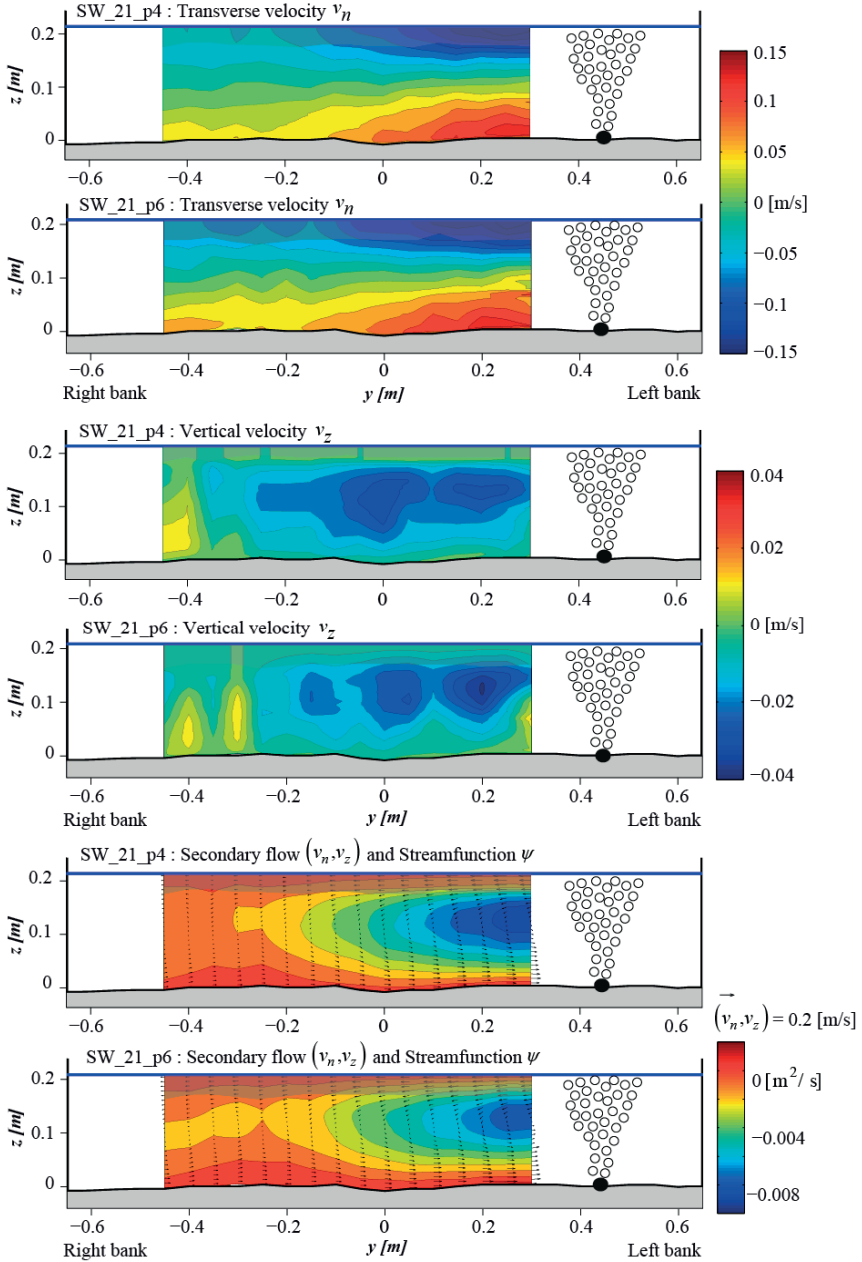 SW_21_p4 : Transverse velocity vₙ
z [m]
0.2
0.1
0
−0.6 −0.4 −0.2 0 0.2 0.4 0.6
SW_21_p6 : Transverse velocity vₙ
z [m]
0.2
0.1
0
−0.6 −0.4 −0.2 0 0.2 0.4 0.6
Right bank y [m] Left bank
0.15
0.1
0.05
0 [m/s]
−0.05
−0.1
−0.15
SW_21_p4 : Vertical velocity v_z
z [m]
0.2
0.1
0
−0.6 −0.4 −0.2 0 0.2 0.4 0.6
SW_21_p6 : Vertical velocity v_z
z [m]
0.2
0.1
0
−0.6 −0.4 −0.2 0 0.2 0.4 0.6
Right bank y [m] Left bank
0.04
0.02
0 [m/s]
−0.02
−0.04
SW_21_p4 : Secondary flow (vₙ,v_z) and Streamfunction ψ
z [m]
0.2
0.1
0
−0.6 −0.4 −0.2 0 0.2 0.4 0.6
SW_21_p6 : Secondary flow (vₙ,v_z) and Streamfunction ψ
z [m]
0.2
0.1
0
−0.6 −0.4 −0.2 0 0.2 0.4 0.6
Right bank y [m] Left bank
(vₙ,v_z) = 0.2 [m/s]
0 [m²/ s]
−0.004
−0.008